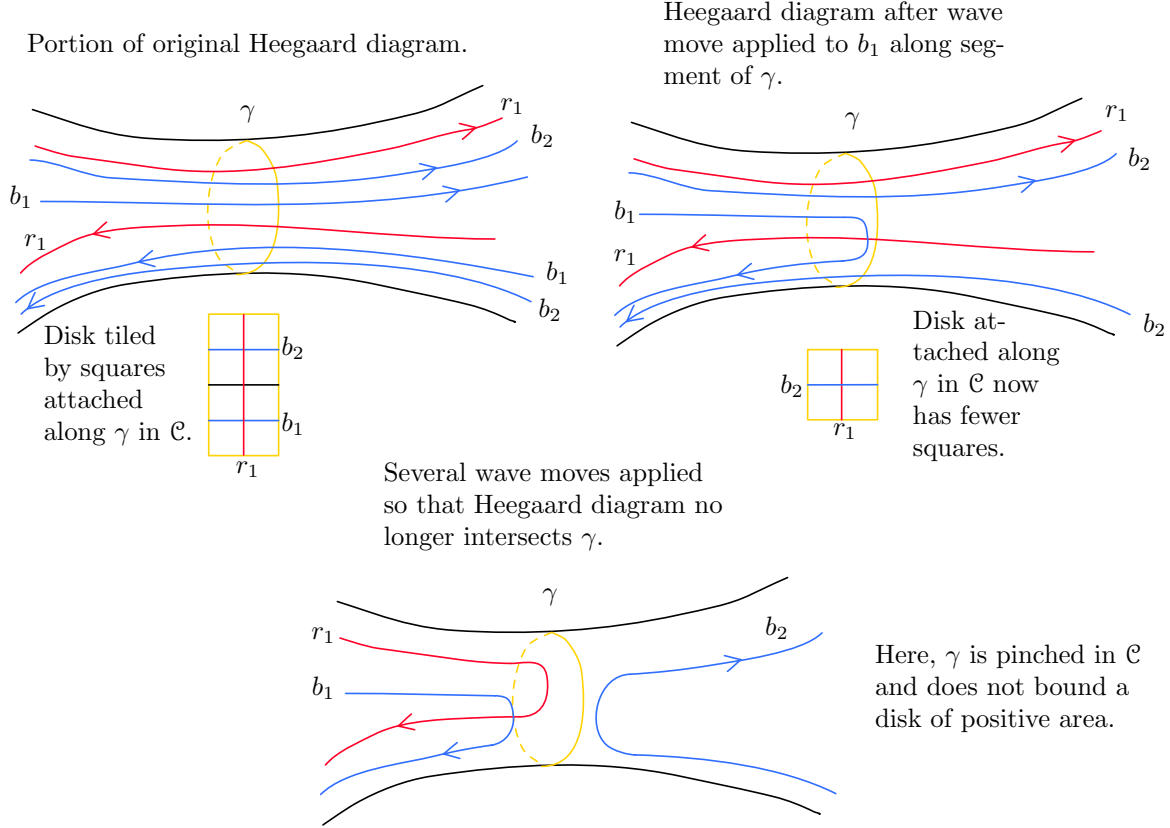 Portion of original Heegaard diagram.
γ
r₁
b₂
b₁
r₁
b₁
b₂
Disk tiled
by squares
attached
along γ in 𝒞.
b₂
b₁
r₁
Heegaard diagram after wave
move applied to b₁ along seg-
ment of γ.
γ
r₁
b₂
b₁
r₁
b₂
b₂
r₁
Disk at-
tached along
γ in 𝒞 now
has fewer
squares.
Several wave moves applied
so that Heegaard diagram no
longer intersects γ.
γ
r₁
b₂
b₁
Here, γ is pinched in 𝒞
and does not bound a
disk of positive area.